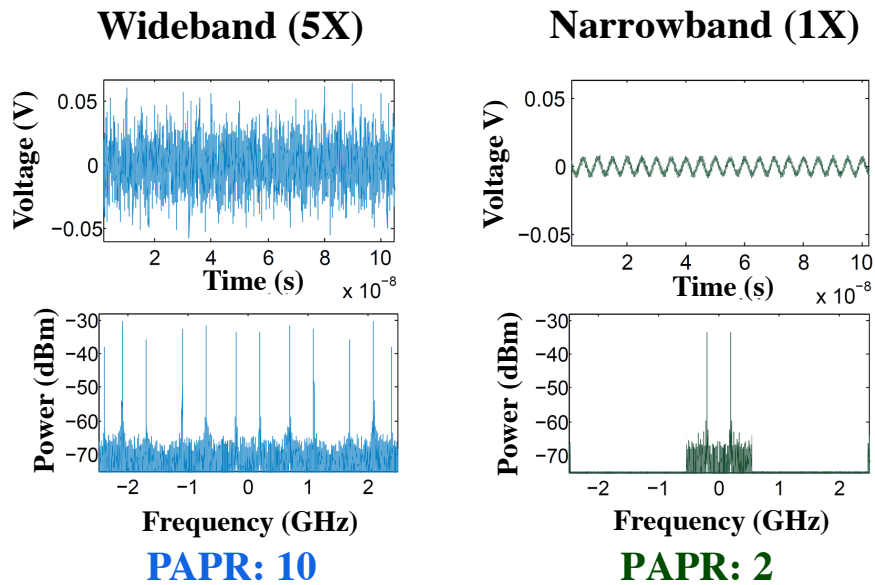 Wideband (5X)
Narrowband (1X)
Voltage (V)
0.05
0
−0.05
2
4
6
8
10
Time (s)
x 10⁻⁸
Voltage V)
0.05
0
−0.05
2
4
6
8
10
Time (s)
x 10⁻⁸
Power (dBm)
−30
−40
−50
−60
−70
−2
−1
0
1
2
Frequency (GHz)
Power (dBm)
−30
−40
−50
−60
−70
−2
−1
0
1
2
Frequency (GHz)
PAPR: 10
PAPR: 2